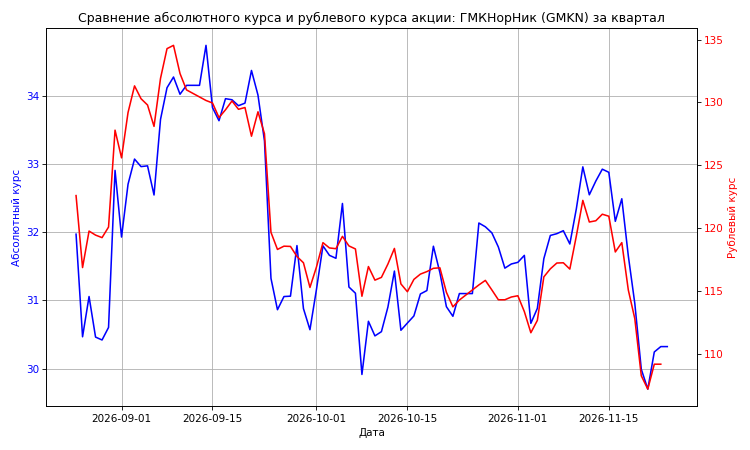 Сравнение абсолютного курса и рублевого курса акции: ГМКНорНик (GMKN) за квартал
34
33
32
31
30
Абсолютный курс
135
130
125
120
115
110
Рублевый курс
2026-09-01 2026-09-15 2026-10-01 2026-10-15 2026-11-01 2026-11-15
Дата